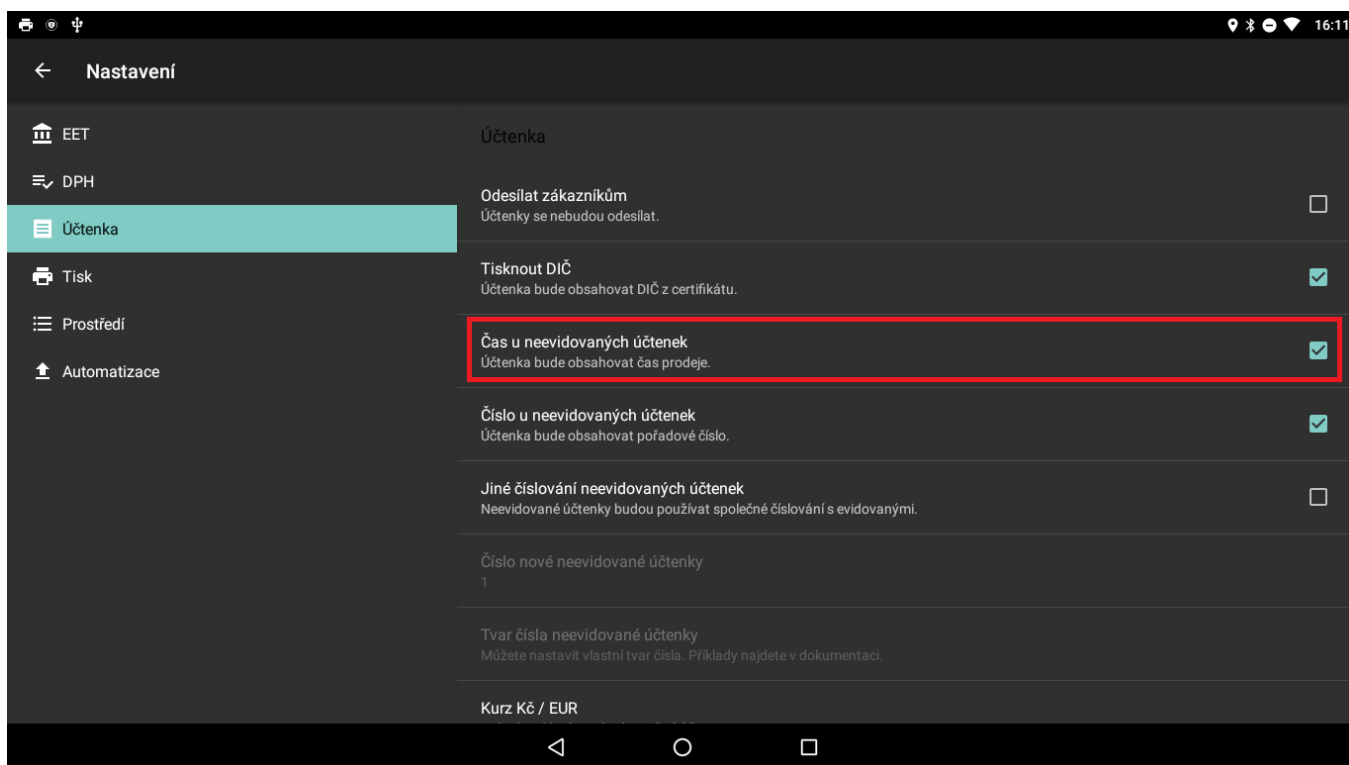 16:11
Nastavení
EET
DPH
Účtenka
Tisk
Prostředí
Automatizace
Účtenka
Odesílat zákazníkům
Účtenky se nebudou odesílat.
Tisknout DIČ
Účtenka bude obsahovat DIČ z certifikátu.
Čas u neevidovaných účtenek
Účtenka bude obsahovat čas prodeje.
Číslo u neevidovaných účtenek
Účtenka bude obsahovat pořadové číslo.
Jiné číslování neevidovaných účtenek
Neevidované účtenky budou používat společné číslování s evidovanými.
Číslo nové neevidované účtenky
1
Tvar čísla neevidované účtenky
Můžete nastavit vlastní tvar čísla. Příklady najdete v dokumentaci.
Kurz Kč / EUR